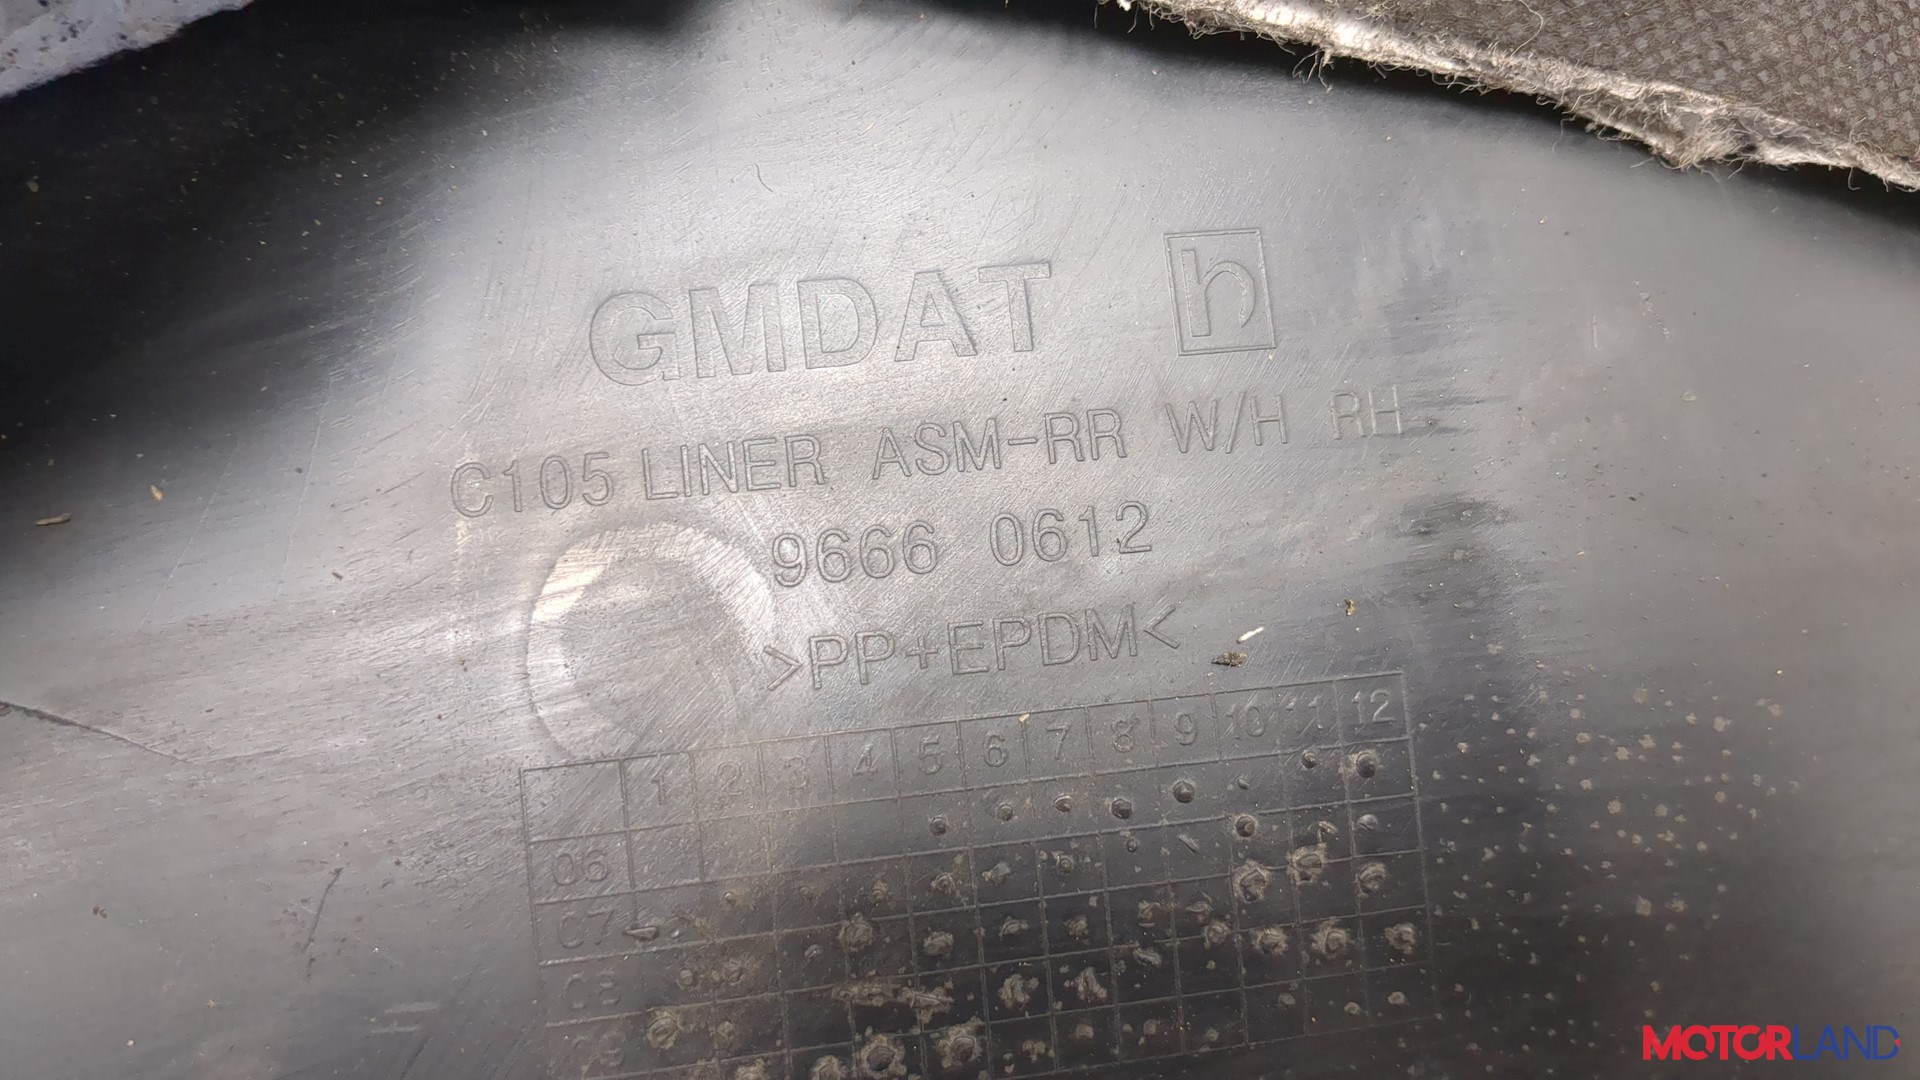 GMDAT h
C105 LINER ASM-RR W/H RH
9666 0612
>PP+EPDM<
1 2 3 4 5 6 7 8 9 10 11 12
06
07
08
09
MOTORLAND